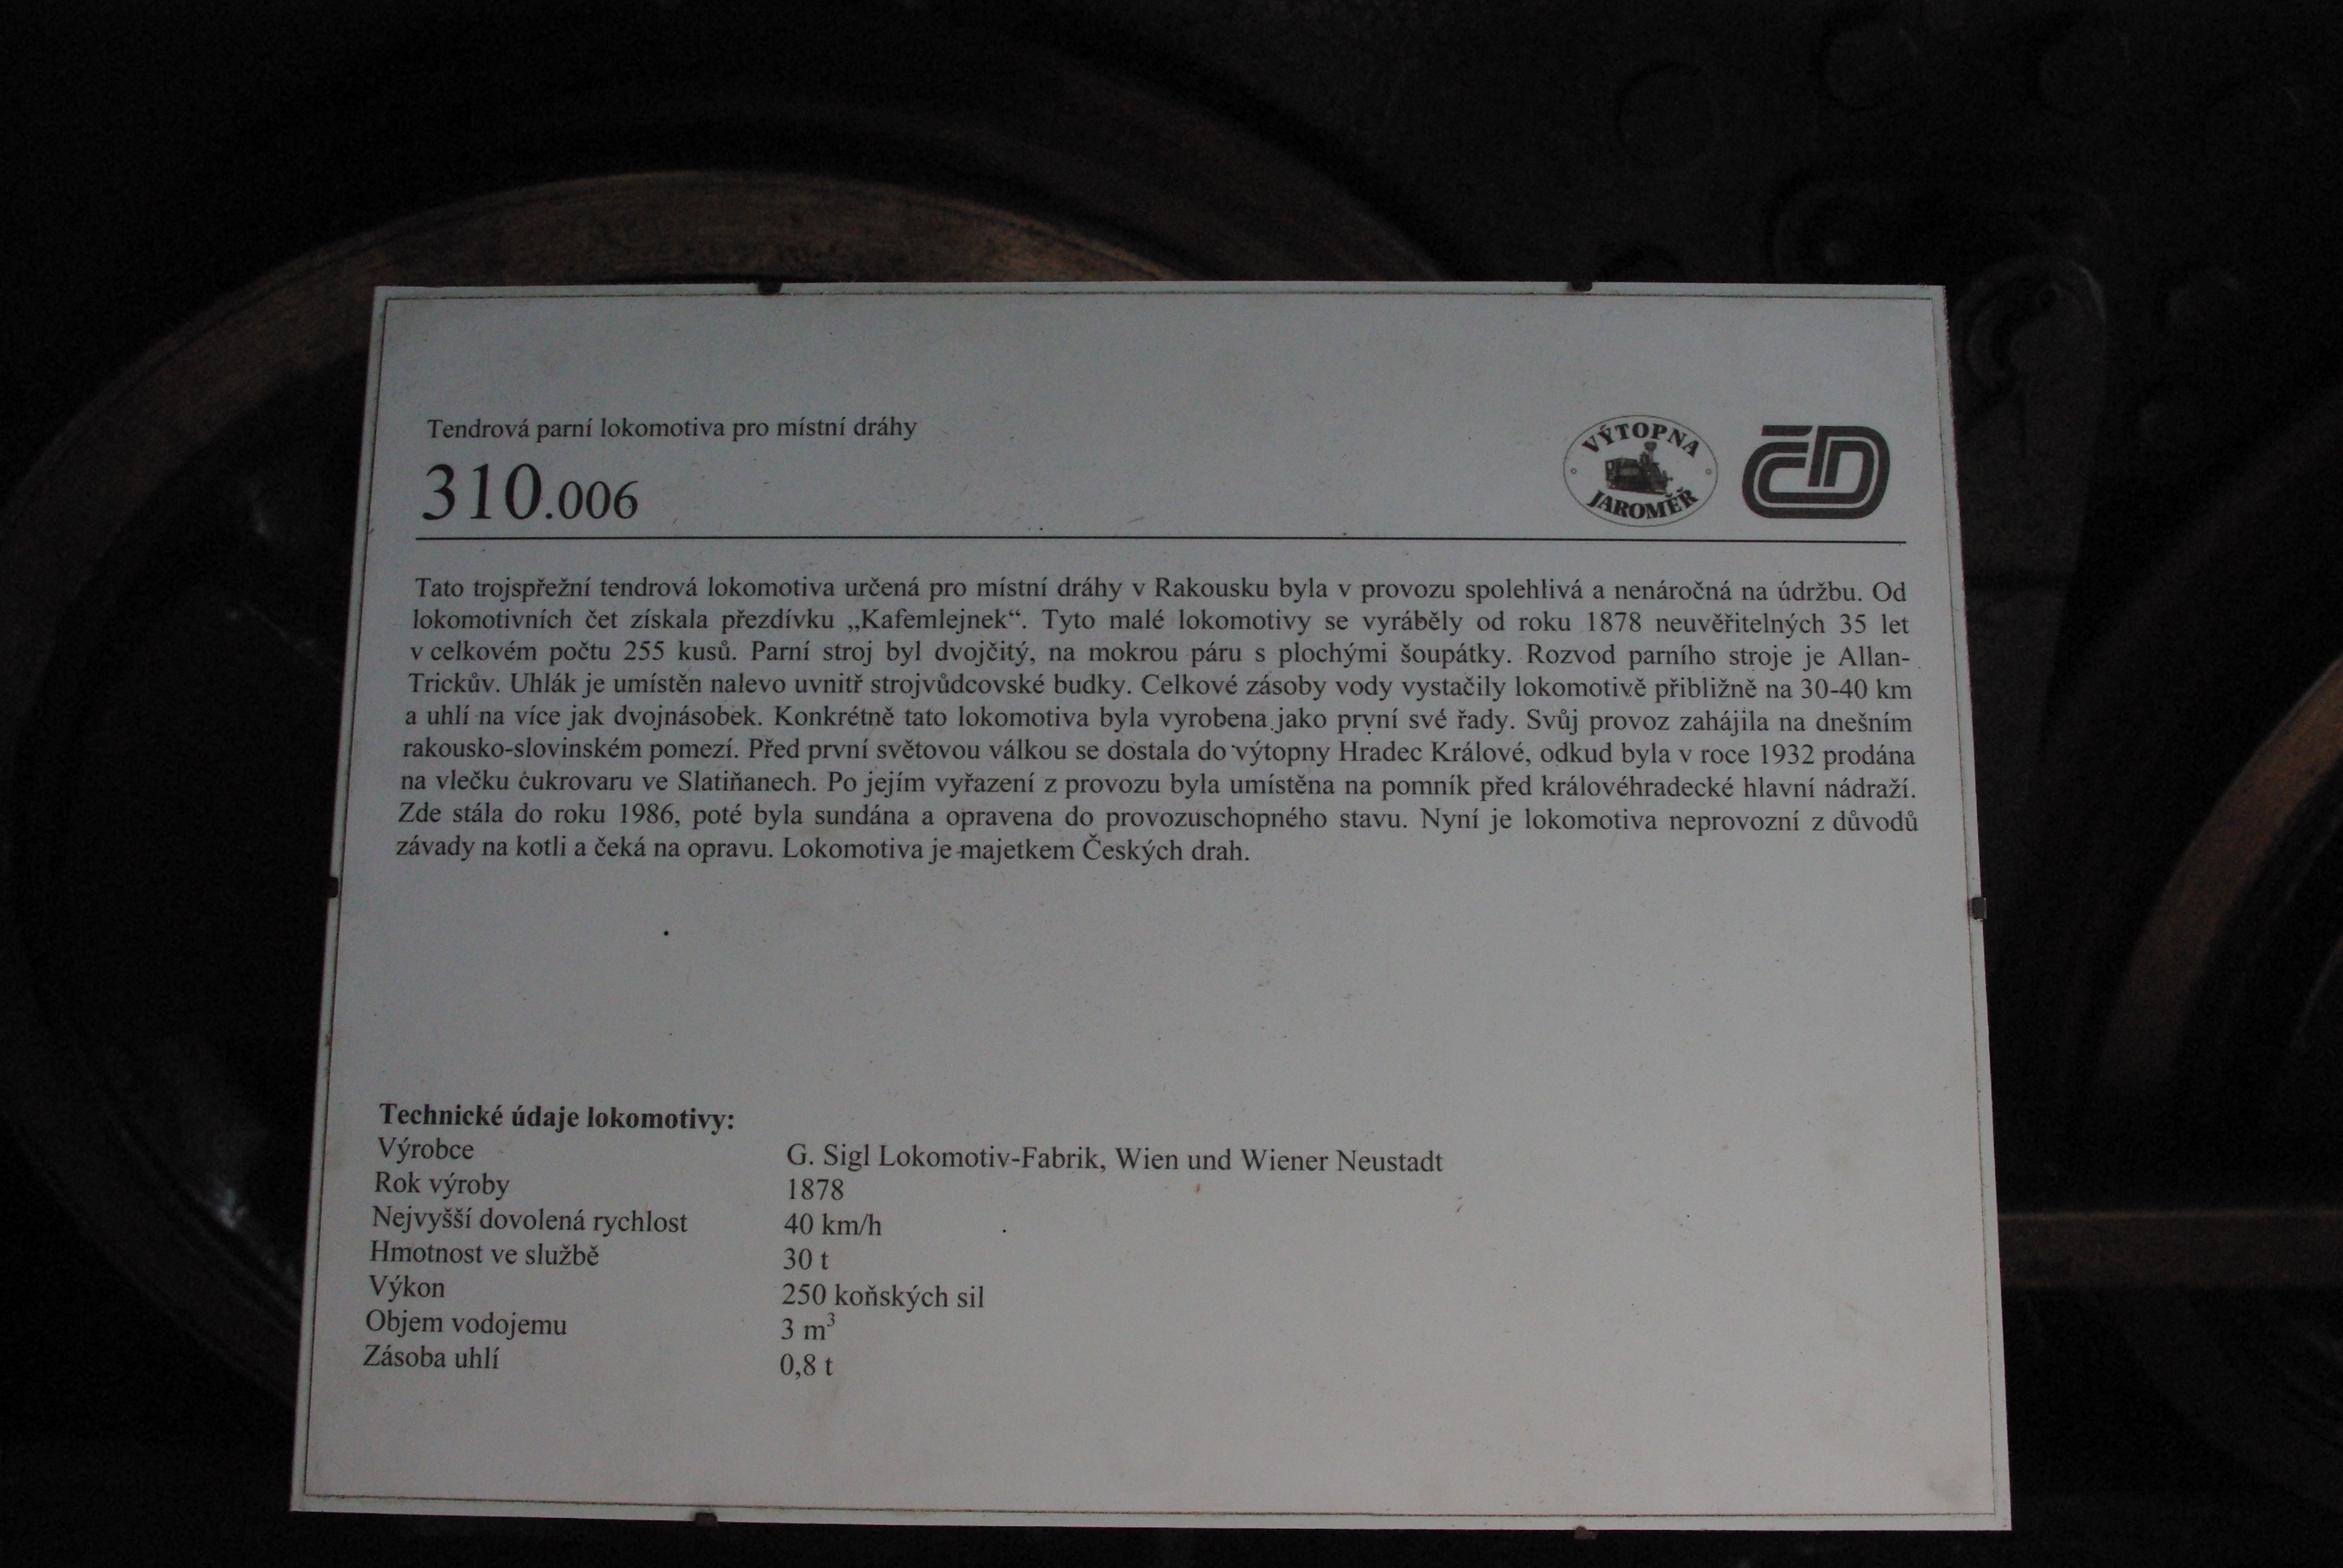 Tendrová parní lokomotiva pro místní dráhy
310.006
VÝTOPNA
JAROMĚŘ
ČD
Tato trojspřežní tendrová lokomotiva určená pro místní dráhy v Rakousku byla v provozu spolehlivá a nenáročná na údržbu. Od
lokomotivních čet získala přezdívku „Kafemlejnek“. Tyto malé lokomotivy se vyráběly od roku 1878 neuvěřitelných 35 let
v celkovém počtu 255 kusů. Parní stroj byl dvojčitý, na mokrou páru s plochými šoupátky. Rozvod parního stroje je Allan-
Trickův. Uhlák je umístěn nalevo uvnitř strojvůdcovské budky. Celkové zásoby vody vystačily lokomotivě přibližně na 30-40 km
a uhlí na více jak dvojnásobek. Konkrétně tato lokomotiva byla vyrobena jako první své řady. Svůj provoz zahájila na dnešním
rakousko-slovinském pomezí. Před první světovou válkou se dostala do výtopny Hradec Králové, odkud byla v roce 1932 prodána
na vlečku cukrovaru ve Slatiňanech. Po jejím vyřazení z provozu byla umístěna na pomník před královéhradecké hlavní nádraží.
Zde stála do roku 1986, poté byla sundána a opravena do provozuschopného stavu. Nyní je lokomotiva neprovozní z důvodů
závady na kotli a čeká na opravu. Lokomotiva je majetkem Českých drah.
Technické údaje lokomotivy:
Výrobce G. Sigl Lokomotiv-Fabrik, Wien und Wiener Neustadt
Rok výroby 1878
Nejvyšší dovolená rychlost 40 km/h
Hmotnost ve službě 30 t
Výkon 250 koňských sil
Objem vodojemu 3 m³
Zásoba uhlí 0,8 t